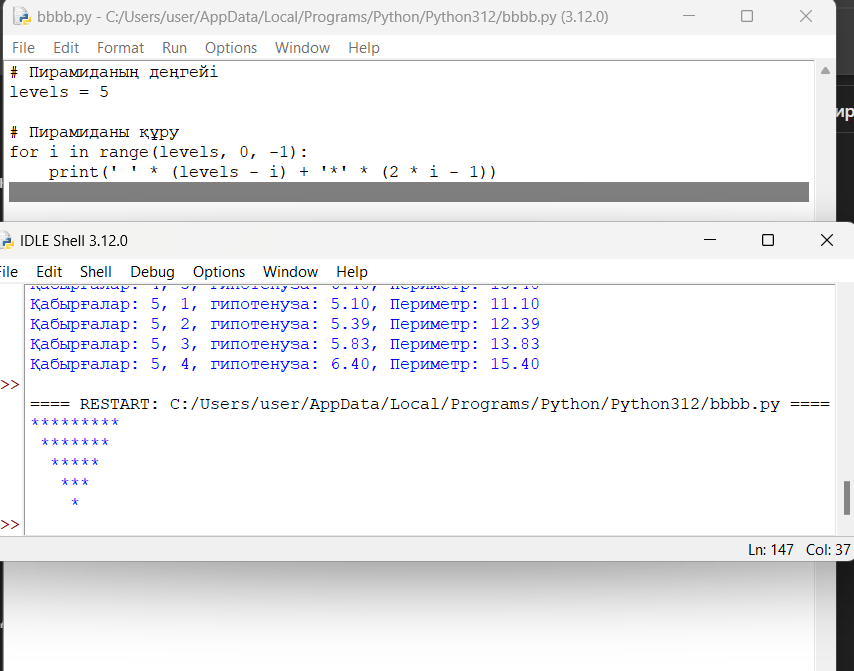 bbbb.py - C:/Users/user/AppData/Local/Programs/Python/Python312/bbbb.py (3.12.0)
File Edit Format Run Options Window Help
# Пирамиданың деңгейі
levels = 5
# Пирамиданы құру
for i in range(levels, 0, -1):
    print(' ' * (levels - i) + '*' * (2 * i - 1))
IDLE Shell 3.12.0
File Edit Shell Debug Options Window Help
Қабырғалар: 5, 1, гипотенуза: 5.10, Периметр: 11.10
Қабырғалар: 5, 2, гипотенуза: 5.39, Периметр: 12.39
Қабырғалар: 5, 3, гипотенуза: 5.83, Периметр: 13.83
Қабырғалар: 5, 4, гипотенуза: 6.40, Периметр: 15.40
>>
==== RESTART: C:/Users/user/AppData/Local/Programs/Python/Python312/bbbb.py ====
*********
 *******
  *****
   ***
    *
>>
Ln: 147 Col: 37